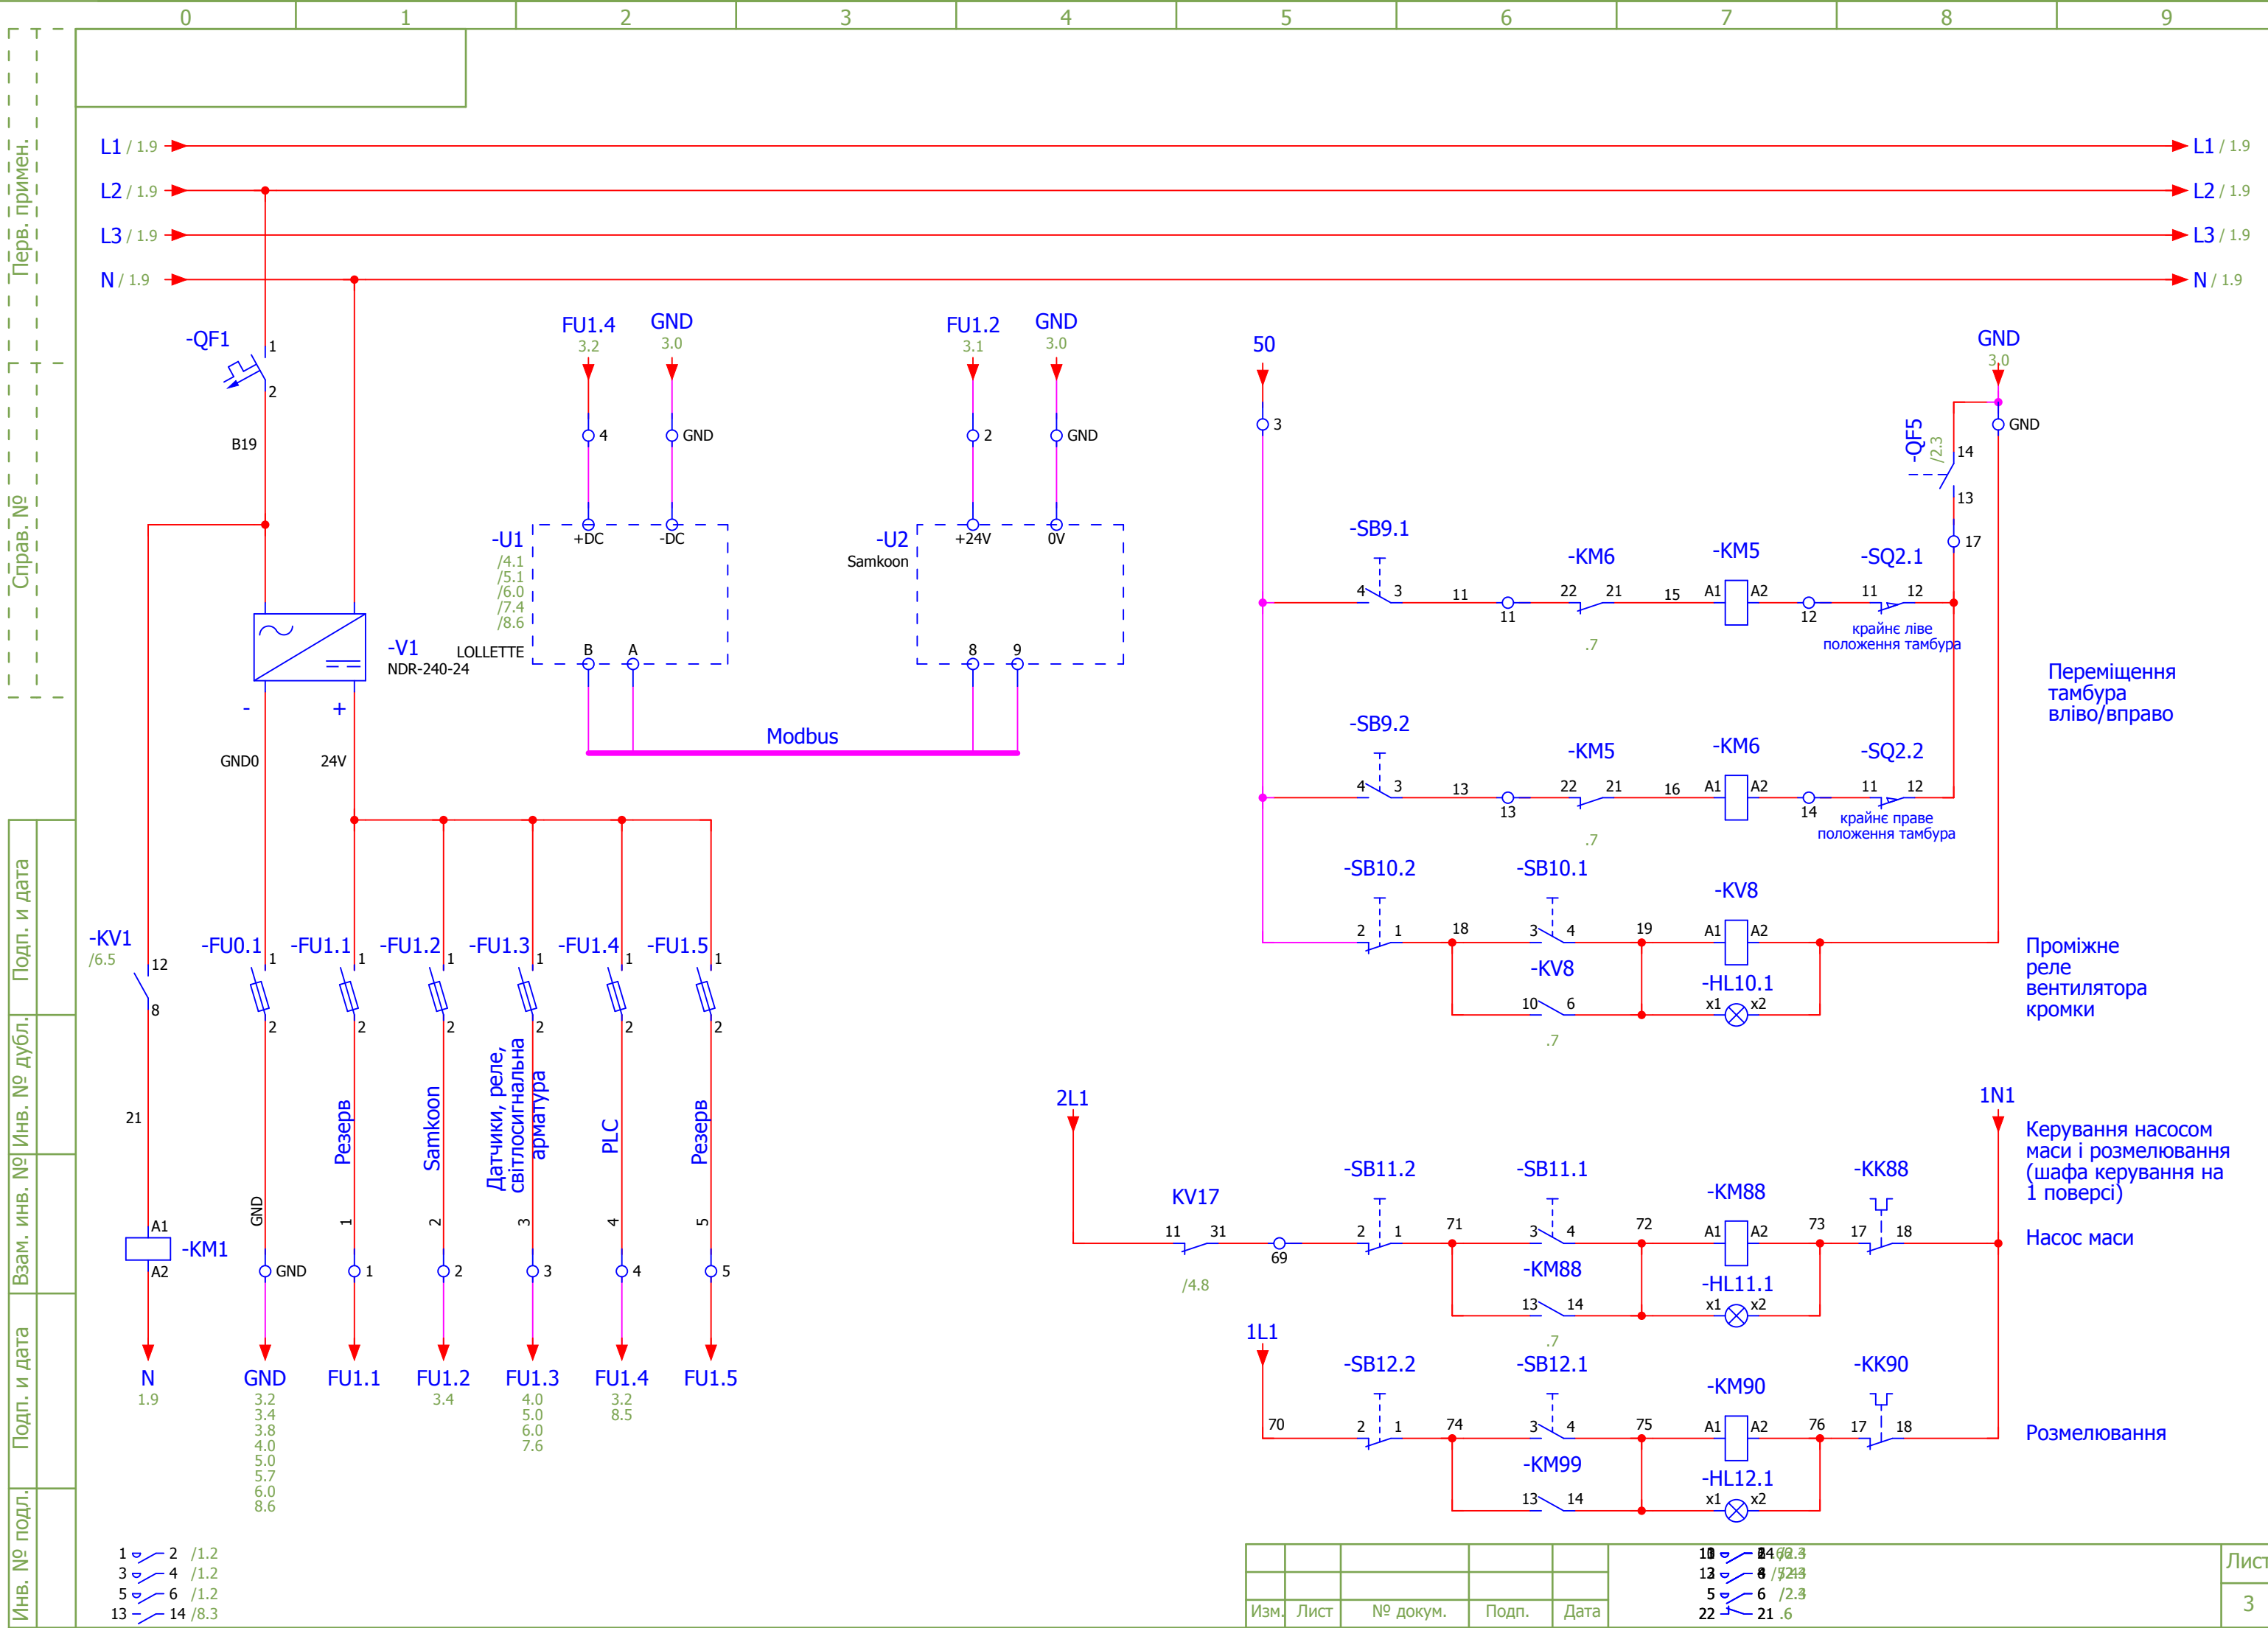 0 1 2 3 4 5 6 7 8 9
Перв. примен.
Справ. №
Подп. и дата
Инв. № дубл.
Взам. инв. №
Подп. и дата
Инв. № подл.
L1 / 1.9
L1 / 1.9
L2 / 1.9
L2 / 1.9
L3 / 1.9
L3 / 1.9
N / 1.9
N / 1.9
-QF1
1
2
B19
-V1
NDR-240-24
-
+
GND0
24V
-KV1
/6.5
12
8
21
A1
-KM1
A2
N
1.9
-FU0.1
1
2
GND
GND
GND
3.2
3.4
3.8
4.0
5.0
5.7
6.0
8.6
-FU1.1
1
2
Резерв
1
1
FU1.1
-FU1.2
1
2
Samkoon
2
2
FU1.2
3.4
-FU1.3
1
2
Датчики, реле,
світлосигнальна
арматура
3
3
FU1.3
4.0
5.0
6.0
7.6
-FU1.4
1
2
PLC
4
4
FU1.4
3.2
8.5
-FU1.5
1
2
Резерв
5
5
FU1.5
FU1.4
3.2
GND
3.0
4
GND
-U1
/4.1
/5.1
/6.0
/7.4
/8.6
LOLLETTE
+DC
-DC
B
A
Modbus
FU1.2
3.1
GND
3.0
2
GND
-U2
Samkoon
+24V
0V
8
9
50
3
GND
3.0
GND
-QF5
/2.3
14
13
17
-SB9.1
4 3
11
11
-KM6
22 21
.7
15
-KM5
A1 A2
12
-SQ2.1
11 12
крайнє ліве
положення тамбура
Переміщення
тамбура
вліво/вправо
-SB9.2
4 3
13
13
-KM5
22 21
.7
16
-KM6
A1 A2
14
-SQ2.2
11 12
крайнє праве
положення тамбура
-SB10.2
2 1
18
-SB10.1
3 4
19
-KV8
A1 A2
-KV8
10 6
.7
-HL10.1
x1 x2
Проміжне
реле
вентилятора
кромки
2L1
1N1
Керування насосом
маси і розмелювання
(шафа керування на
1 поверсі)
KV17
11 31
/4.8
69
-SB11.2
2 1
71
-SB11.1
3 4
72
-KM88
A1 A2
73
-KK88
17 18
Насос маси
-KM88
13 14
.7
-HL11.1
x1 x2
1L1
70
-SB12.2
2 1
74
-SB12.1
3 4
75
-KM90
A1 A2
76
-KK90
17 18
Розмелювання
-KM99
13 14
-HL12.1
x1 x2
1 2 /1.2
3 4 /1.2
5 6 /1.2
13 14 /8.3
5 6
22 21 .6
Изм. Лист № докум. Подп. Дата
Лист
3